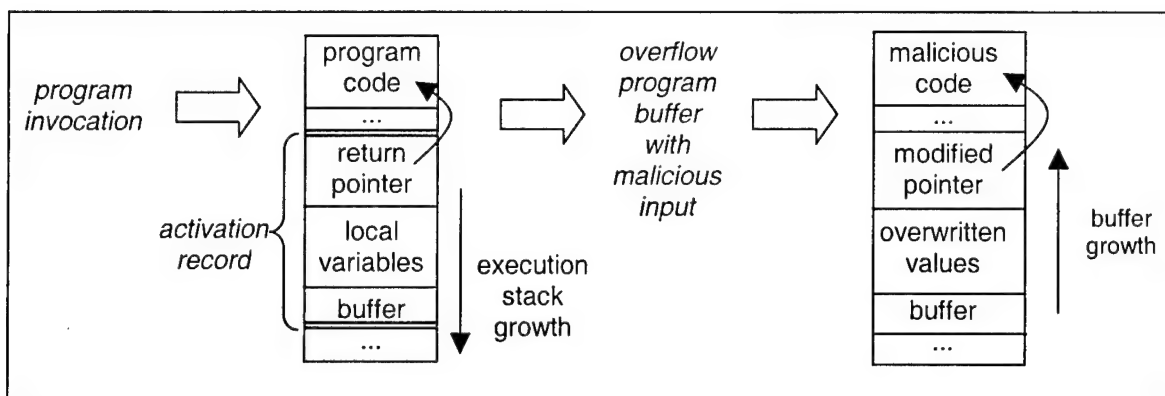 program
invocation
program
code
...
return
pointer
local
variables
buffer
...
activation
record
execution
stack
growth
overflow
program
buffer
with
malicious
input
malicious
code
...
modified
pointer
overwritten
values
buffer
...
buffer
growth